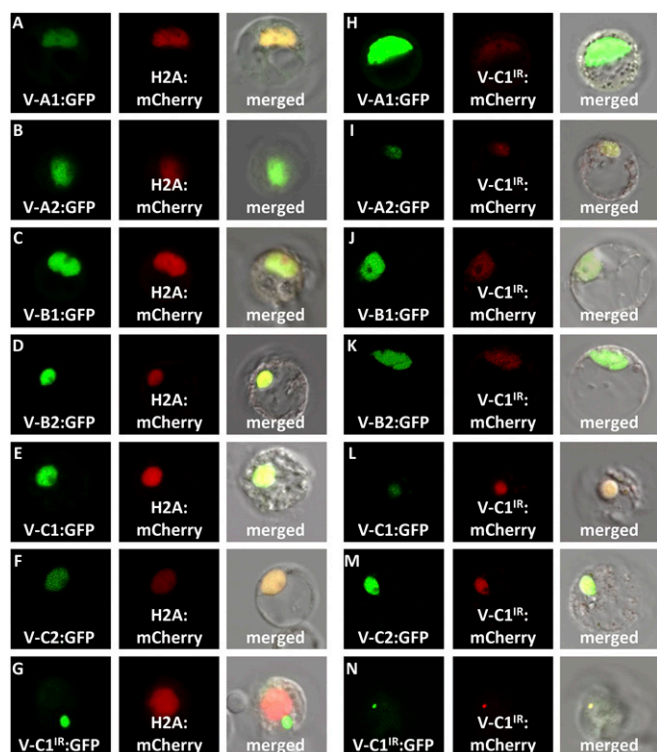 A
V-A1:GFP
H2A:
mCherry
merged
H
V-A1:GFP
V-C1ᴵᴿ:
mCherry
merged
B
V-A2:GFP
H2A:
mCherry
merged
I
V-A2:GFP
V-C1ᴵᴿ:
mCherry
merged
C
V-B1:GFP
H2A:
mCherry
merged
J
V-B1:GFP
V-C1ᴵᴿ:
mCherry
merged
D
V-B2:GFP
H2A:
mCherry
merged
K
V-B2:GFP
V-C1ᴵᴿ:
mCherry
merged
E
V-C1:GFP
H2A:
mCherry
merged
L
V-C1:GFP
V-C1ᴵᴿ:
mCherry
merged
F
V-C2:GFP
H2A:
mCherry
merged
M
V-C2:GFP
V-C1ᴵᴿ:
mCherry
merged
G
V-C1ᴵᴿ:GFP
H2A:
mCherry
merged
N
V-C1ᴵᴿ:GFP
V-C1ᴵᴿ:
mCherry
merged